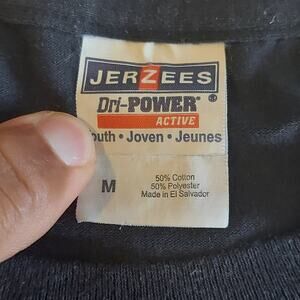 JERZEES
Dri-POWER®
ACTIVE
outh • Joven • Jeunes
M
50% Cotton
50% Polyester
Made in El Salvador